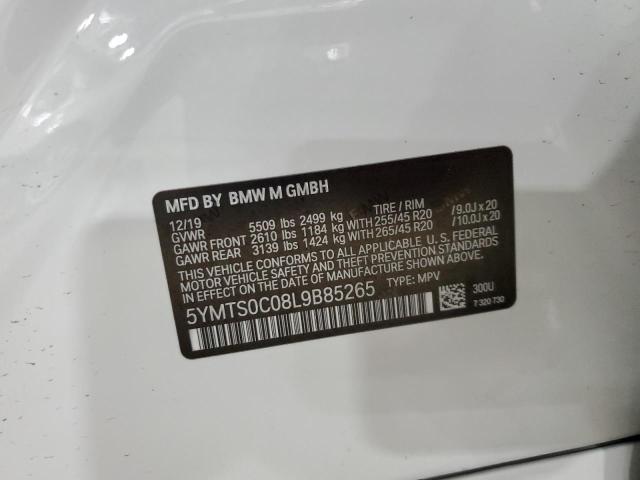 MFD BY BMW M GMBH
12/19 TIRE / RIM
GVWR 5509 lbs 2499 kg
GAWR FRONT 2610 lbs 1184 kg WITH 255/45 R20 /9.0J x 20
GAWR REAR 3139 lbs 1424 kg WITH 265/45 R20 /10.0J x 20
THIS VEHICLE CONFORMS TO ALL APPLICABLE U.S. FEDERAL
MOTOR VEHICLE SAFETY, BUMPER, AND THEFT PREVENTION
STANDARDS IN EFFECT ON THE DATE OF MANUFACTURE SHOWN ABOVE.
5YMTS0C08L9B85265 TYPE: MPV
300U
7 320 730